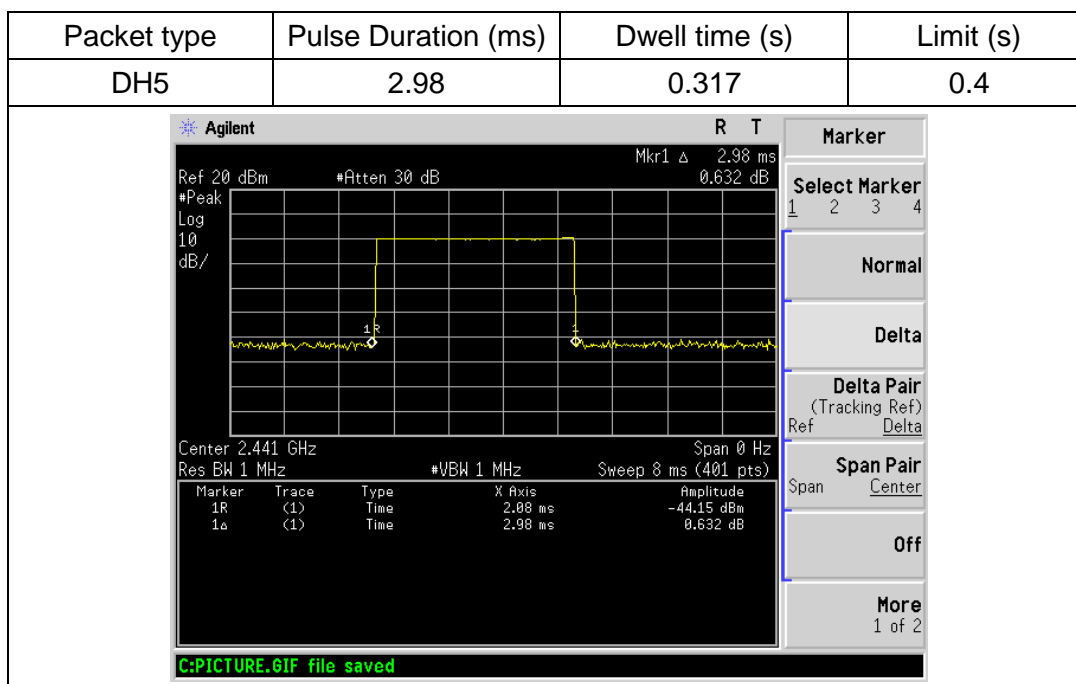 Packet type Pulse Duration (ms) Dwell time (s) Limit (s)
DH5 2.98 0.317 0.4
Agilent R T
Mkr1 Δ 2.98 ms
Ref 20 dBm #Atten 30 dB 0.632 dB
#Peak
Log
10
dB/
1R 1
Center 2.441 GHz Span 0 Hz
Res BW 1 MHz #VBW 1 MHz Sweep 8 ms (401 pts)
Marker Trace Type X Axis Amplitude
1R (1) Time 2.08 ms -44.15 dBm
1Δ (1) Time 2.98 ms 0.632 dB
C:PICTURE.GIF file saved
Marker
Select Marker
1 2 3 4
Normal
Delta
Delta Pair
(Tracking Ref)
Ref Delta
Span Pair
Span Center
Off
More
1 of 2